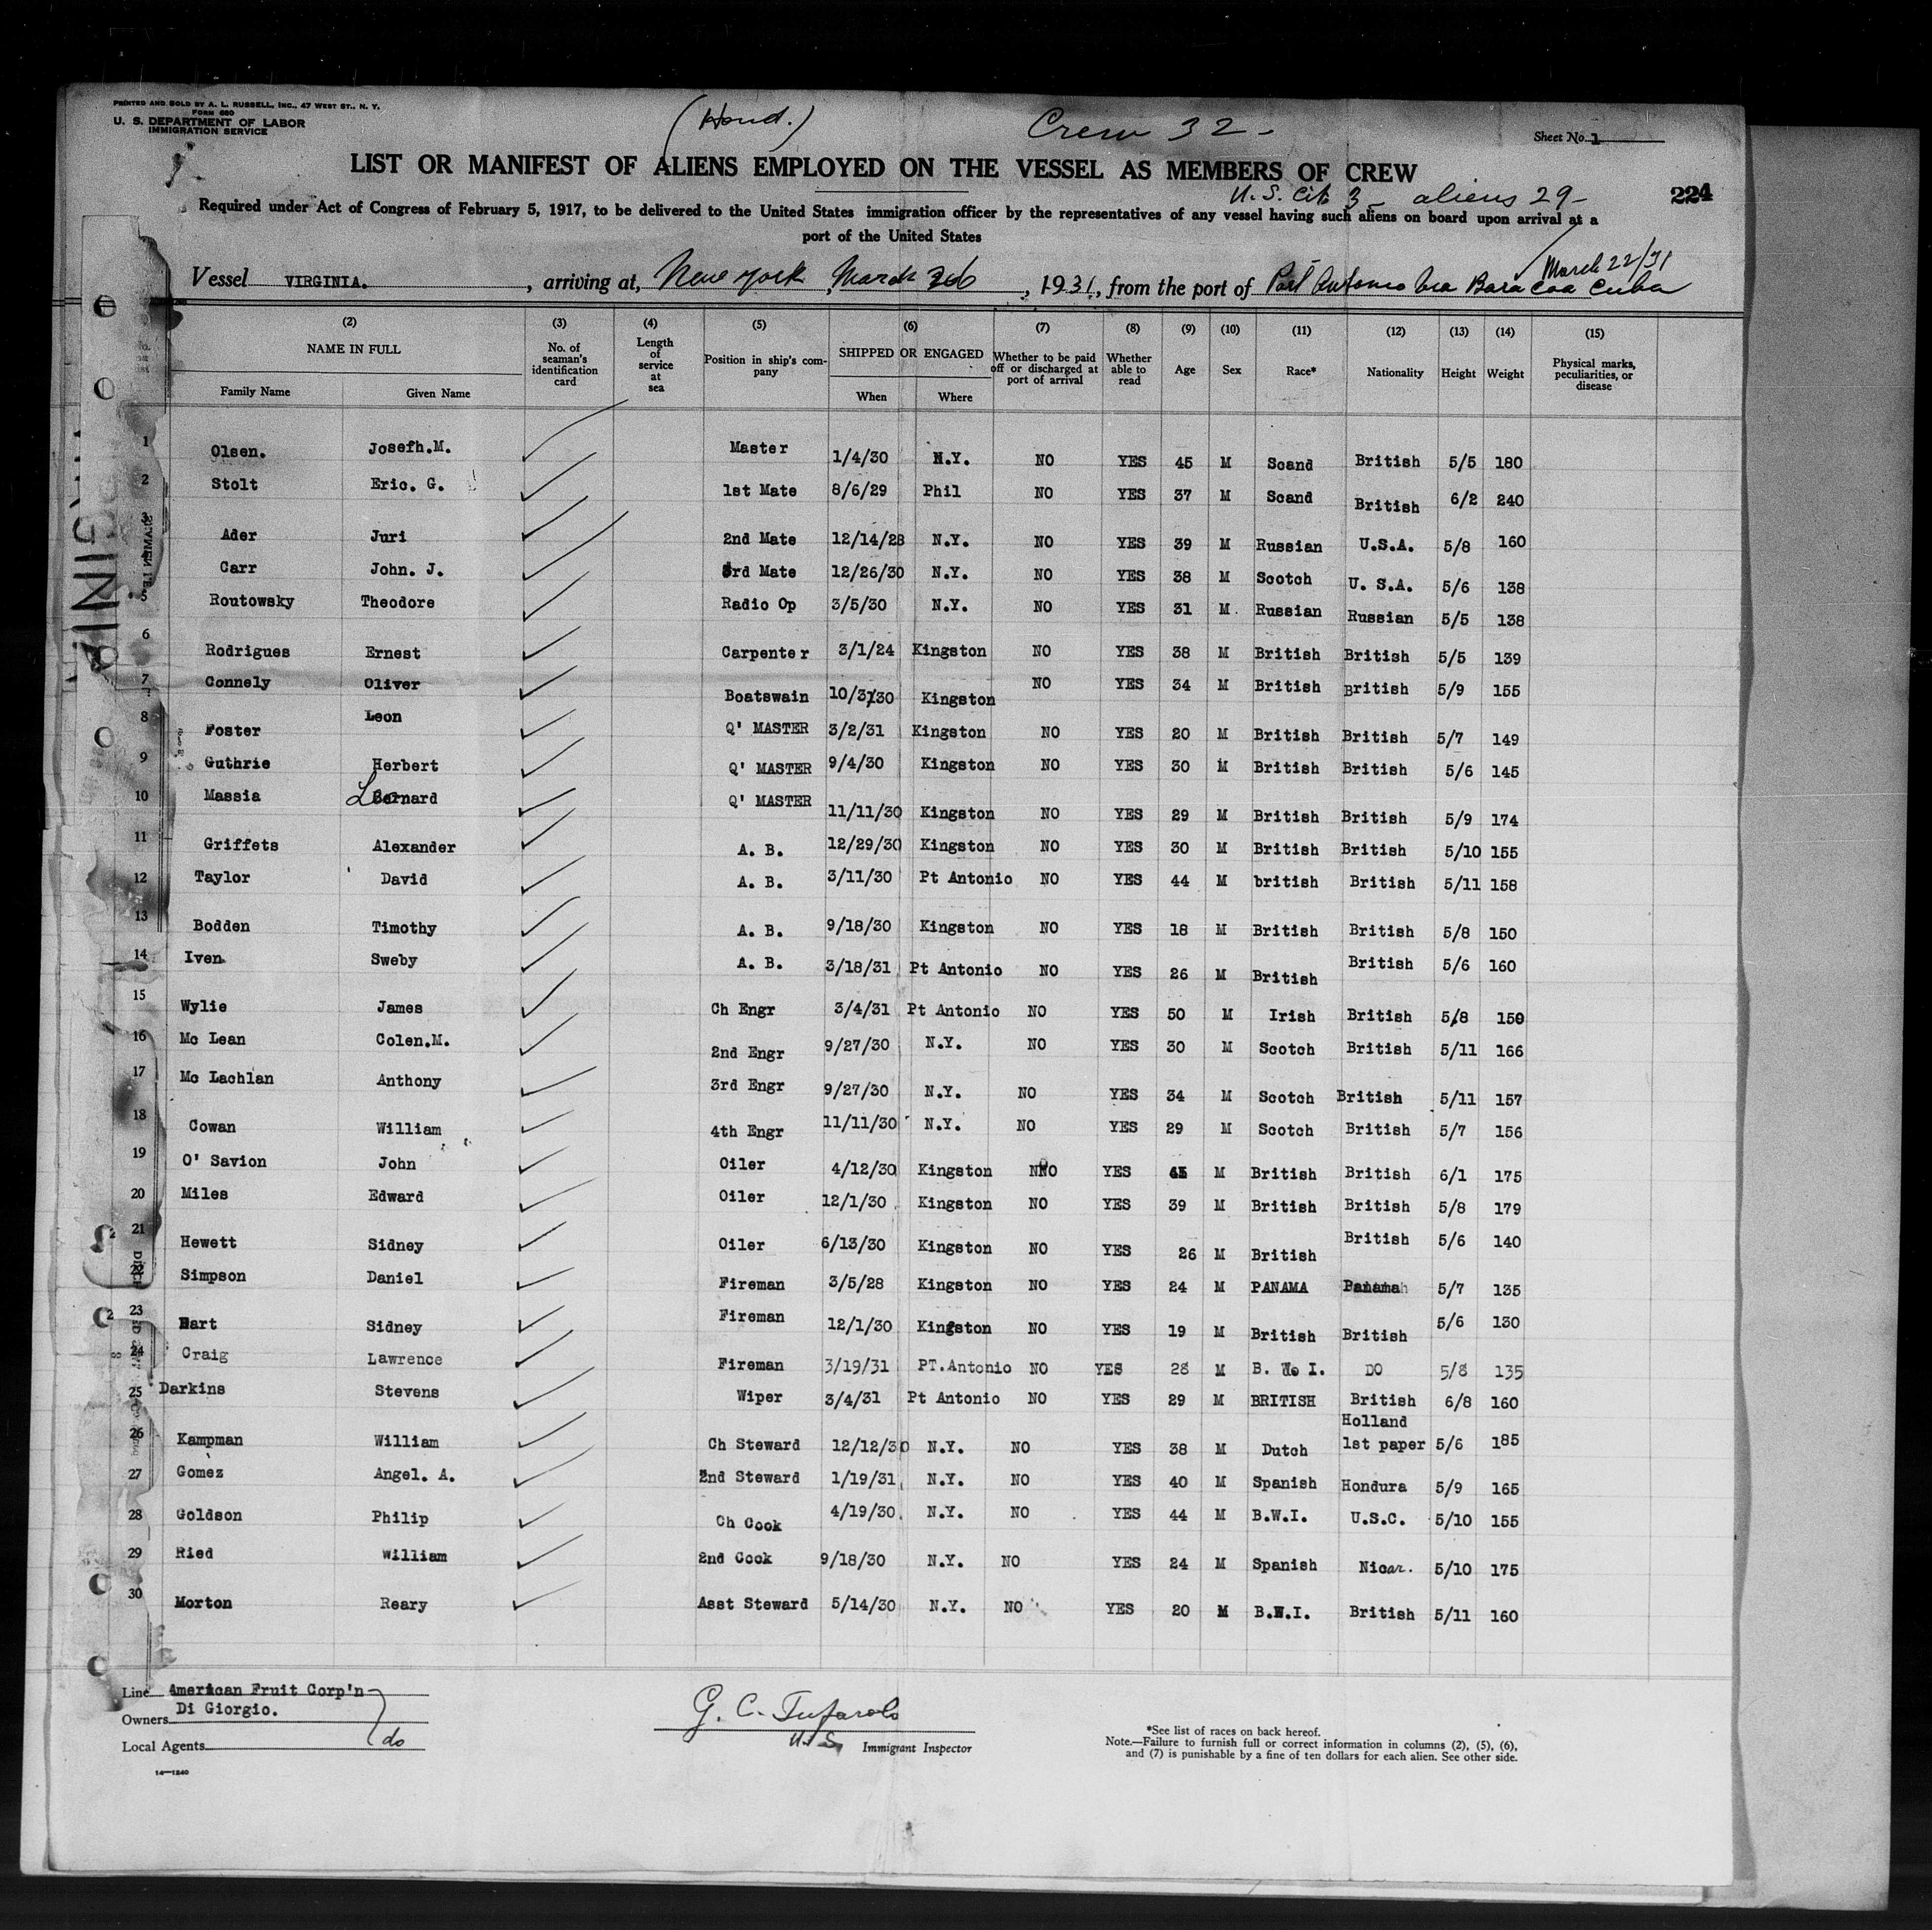 PRINTED AND SOLD BY A. L. RUSSELL, INC., 47 WEST ST., N. Y.
FORM 680
U. S. DEPARTMENT OF LABOR
IMMIGRATION SERVICE
(Hond.)
Crew 32 -
Sheet No. 1
LIST OR MANIFEST OF ALIENS EMPLOYED ON THE VESSEL AS MEMBERS OF CREW
U.S. Cit 3 - aliens 29 -
224
Required under Act of Congress of February 5, 1917, to be delivered to the United States immigration officer by the representatives of any vessel having such aliens on board upon arrival at a
port of the United States
March 22/31
Vessel VIRGINIA. , arriving at, New York March 26 , 1931, from the port of Port Antonio via Baracoa Cuba
(2) (3) (4) (5) (6) (7) (8) (9) (10) (11) (12) (13) (14) (15)
NAME IN FULL
Family Name Given Name
No. of seaman's identification card
Length of service at sea
Position in ship's company
SHIPPED OR ENGAGED
When Where
Whether to be paid off or discharged at port of arrival
Whether able to read
Age Sex Race* Nationality Height Weight
Physical marks, peculiarities, or disease
1 Olsen. Josefh.M. Master 1/4/30 N.Y. NO YES 45 M Scand British 5/5 180
2 Stolt Eric. G. 1st Mate 8/6/29 Phil NO YES 37 M Scand British 6/2 240
3 Ader Juri 2nd Mate 12/14/28 N.Y. NO YES 39 M Russian U.S.A. 5/8 160
Carr John. J. 3rd Mate 12/26/30 N.Y. NO YES 38 M Scotch U. S.A. 5/6 138
5 Routowsky Theodore Radio Op 3/5/30 N.Y. NO YES 31 M. Russian Russian 5/5 138
6 Rodrigues Ernest Carpenter 3/1/24 Kingston NO YES 38 M British British 5/5 139
7 Connely Oliver Boatswain 10/31/30 Kingston NO YES 34 M British British 5/9 155
8 Foster Leon Q' MASTER 3/2/31 Kingston NO YES 20 M British British 5/7 149
9 Guthrie Herbert Q' MASTER 9/4/30 Kingston NO YES 30 M British British 5/6 145
10 Massia Q' MASTER 11/11/30 Kingston NO YES 29 M British British 5/9 174
11 Griffets Alexander A. B. 12/29/30 Kingston NO YES 30 M British British 5/10 155
12 Taylor David A. B. 3/11/30 Pt Antonio NO YES 44 M british British 5/11 158
13 Bodden Timothy A. B. 9/18/30 Kingston NO YES 18 M British British 5/8 150
14 Iven Sweby A. B. 3/18/31 Pt Antonio NO YES 26 M British British 5/6 160
15 Wylie James Ch Engr 3/4/31 Pt Antonio NO YES 50 M Irish British 5/8 150
16 Mc Lean Colen.M. 2nd Engr 9/27/30 N.Y. NO YES 30 M Scotch British 5/11 166
17 Mc Lachlan Anthony 3rd Engr 9/27/30 N.Y. NO YES 34 M Scotch British 5/11 157
18 Cowan William 4th Engr 11/11/30 N.Y. NO YES 29 M Scotch British 5/7 156
19 O' Savion John Oiler 4/12/30 Kingston NO YES M British British 6/1 175
20 Miles Edward Oiler 12/1/30 Kingston NO YES 39 M British British 5/8 179
21 Hewett Sidney Oiler 6/13/30 Kingston NO YES 26 M British British 5/6 140
22 Simpson Daniel Fireman 3/5/28 Kingston NO YES 24 M PANAMA Panama 5/7 135
23 Hart Sidney Fireman 12/1/30 Kingston NO YES 19 M British British 5/6 130
24 Craig Lawrence Fireman 3/19/31 PT.Antonio NO YES 28 M B. W. I. DO 5/8 135
25 Darkins Stevens Wiper 3/4/31 Pt Antonio NO YES 29 M BRITISH British 6/8 160
26 Kampman William Ch Steward 12/12/30 N.Y. NO YES 38 M Dutch Holland 1st paper 5/6 185
27 Gomez Angel. A. 2nd Steward 1/19/31 N.Y. NO YES 40 M Spanish Hondura 5/9 165
28 Goldson Philip Ch Cook 4/19/30 N.Y. NO YES 44 M B.W.I. U.S.C. 5/10 155
29 Ried William 2nd Cook 9/18/30 N.Y. NO YES 24 M Spanish Nicar. 5/10 175
30 Morton Reary Asst Steward 5/14/30 N.Y. NO YES 20 M B.W.I. British 5/11 160
Line American Fruit Corp'n
Owners Di Giorgio.
Local Agents do
14—1240
G. C. Tufarolo
U.S. Immigrant Inspector
*See list of races on back hereof.
Note.—Failure to furnish full or correct information in columns (2), (5), (6),
and (7) is punishable by a fine of ten dollars for each alien. See other side.